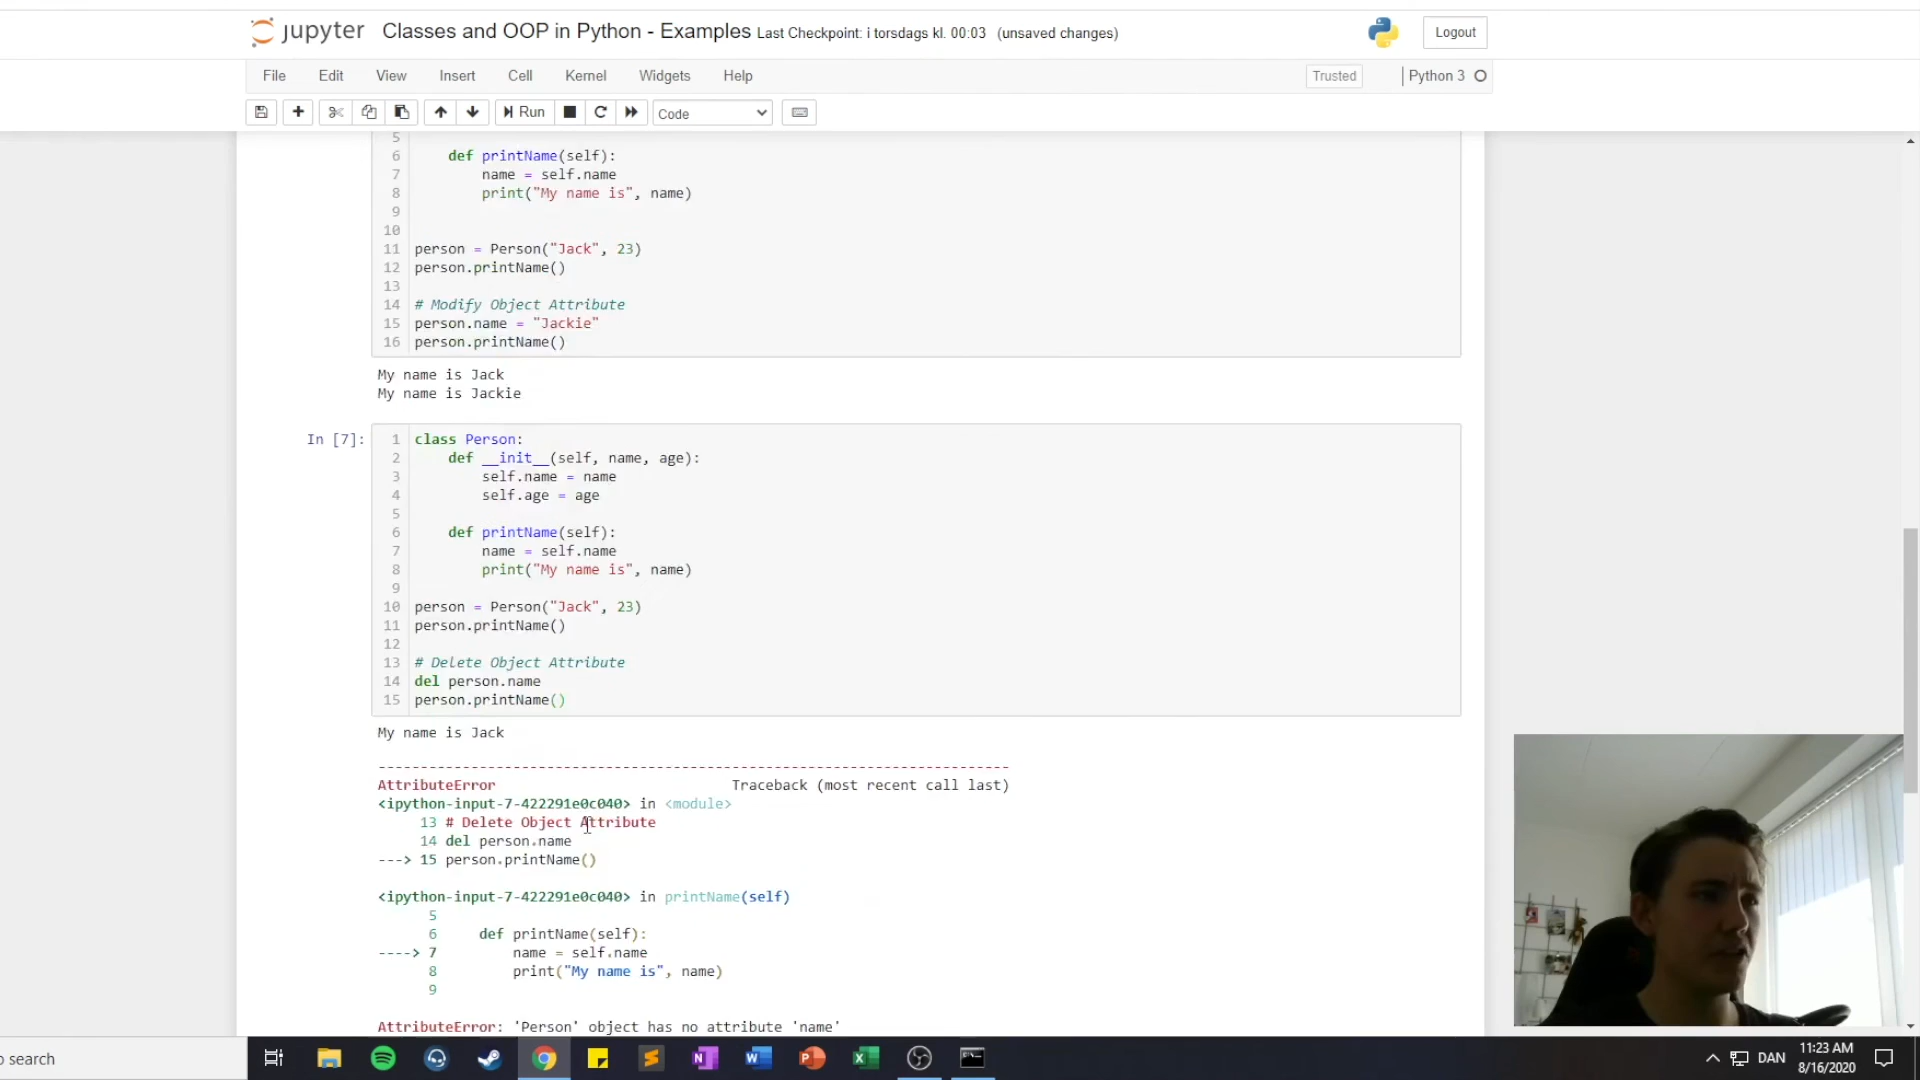 jupyter Classes and OOP in Python - Examples Last Checkpoint: i torsdags kl. 00:03 (unsaved changes) Logout
File Edit View Insert Cell Kernel Widgets Help Trusted Python 3
Run Code
5
6 def printName(self):
7 name = self.name
8 print("My name is", name)
9
10
11 person = Person("Jack", 23)
12 person.printName()
13
14 # Modify Object Attribute
15 person.name = "Jackie"
16 person.printName()
My name is Jack
My name is Jackie
In [7]:
1 class Person:
2 def __init__(self, name, age):
3 self.name = name
4 self.age = age
5
6 def printName(self):
7 name = self.name
8 print("My name is", name)
9
10 person = Person("Jack", 23)
11 person.printName()
12
13 # Delete Object Attribute
14 del person.name
15 person.printName()
My name is Jack
---------------------------------------------------------------------------
AttributeError Traceback (most recent call last)
<ipython-input-7-422291e0c040> in <module>
13 # Delete Object Attribute
14 del person.name
---> 15 person.printName()
<ipython-input-7-422291e0c040> in printName(self)
5
6 def printName(self):
----> 7 name = self.name
8 print("My name is", name)
9
AttributeError: 'Person' object has no attribute 'name'
o search
DAN
11:23 AM
8/16/2020